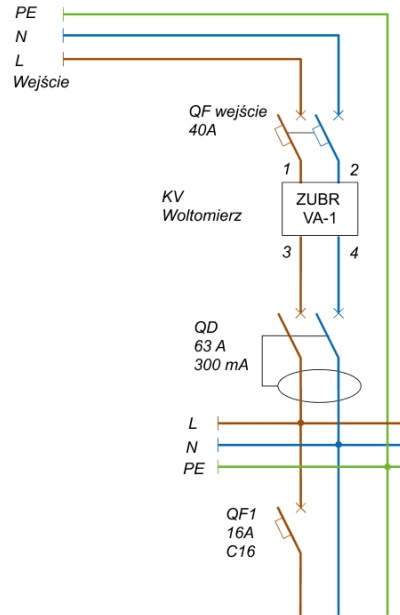 PE
N
L
Wejście
QF wejście
40A
1
2
KV
Woltomierz
ZUBR
VA-1
3
4
QD
63 A
300 mA
L
N
PE
QF1
16A
C16